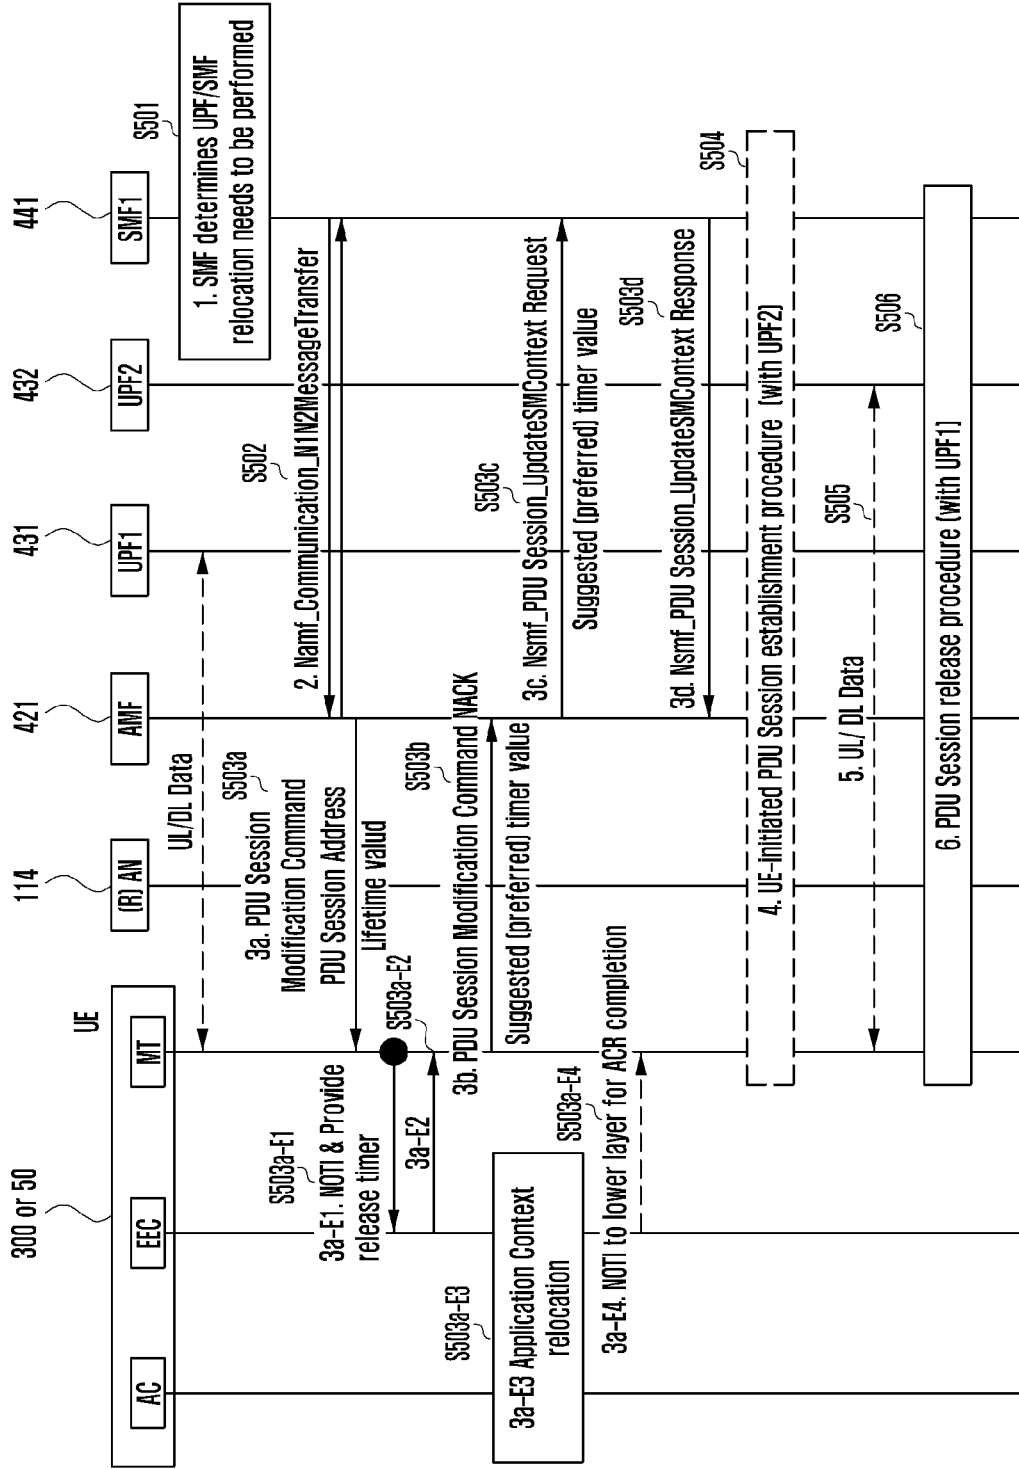 300 or 50
114
421
431
432
441
UE
AC
EEC
MT
(R) AN
AMF
UPF1
UPF2
SMF1
S501
1. SMF determines UPF/SMF
relocation needs to be performed
UL/DL Data
S502
2. Namf_Communication_N1N2MessageTransfer
S503a
3a. PDU Session
Modification Command
PDU Session Address
Lifetime valud
S503a-E1
3a-E1. NOTI & Provide
release timer
S503a-E2
3a-E2
S503b
3b. PDU Session Modification Command NACK
Suggested (preferred) timer value
S503c
3c. Nsmf_PDU Session_UpdateSMContext Request
Suggested (preferred) timer value
S503a-E3
3a-E3 Application Context
relocation
S503a-E4
3a-E4. NOTI to lower layer for ACR completion
S503d
3d. Nsmf_PDU Session_UpdateSMContext Response
S504
4. UE-initiated PDU Session establishment procedure (with UPF2)
S505
5. UL/ DL Data
S506
6. PDU Session release procedure (with UPF1)